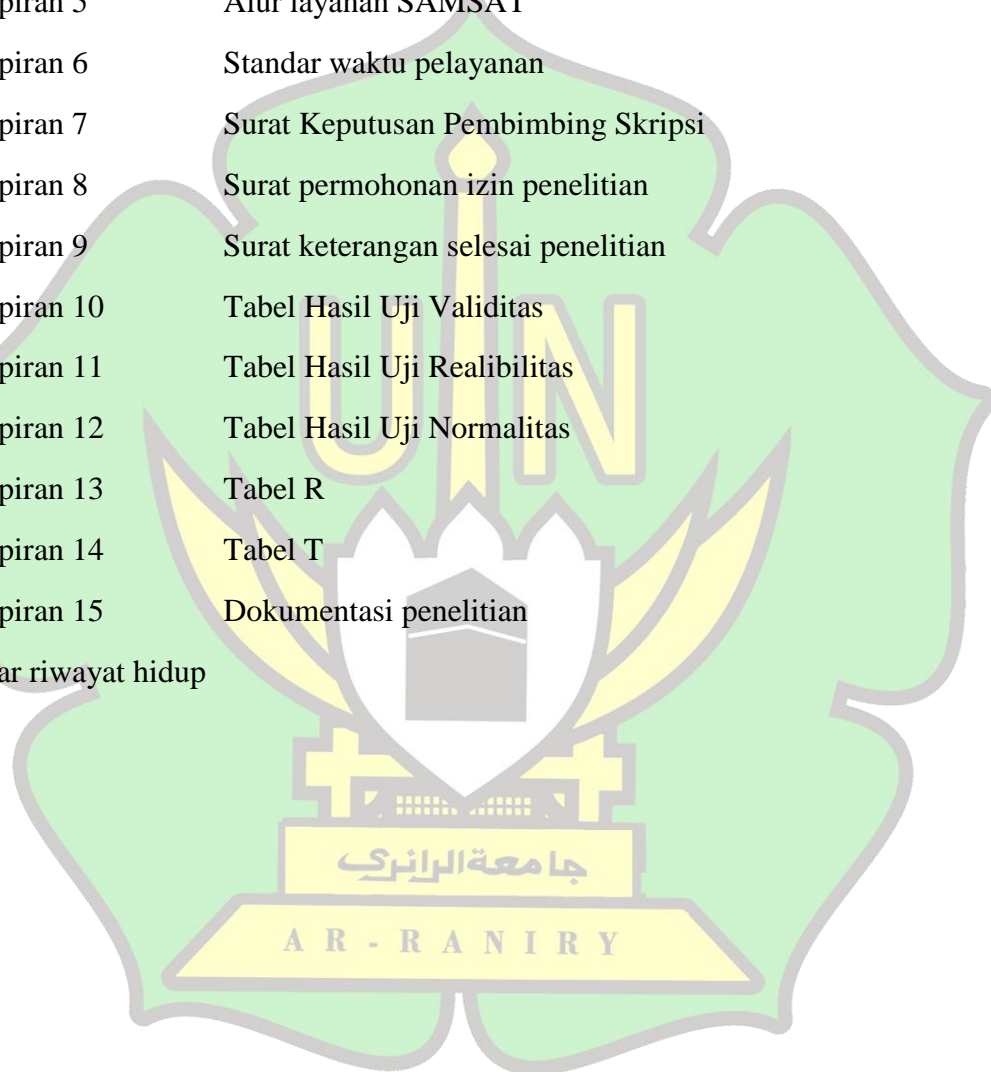 piran 5 Alur layanan SAMSAT
piran 6 Standar waktu pelayanan
piran 7 Surat Keputusan Pembimbing Skripsi
piran 8 Surat permohonan izin penelitian
piran 9 Surat keterangan selesai penelitian
piran 10 Tabel Hasil Uji Validitas
piran 11 Tabel Hasil Uji Realibilitas
piran 12 Tabel Hasil Uji Normalitas
piran 13 Tabel R
piran 14 Tabel T
piran 15 Dokumentasi penelitian
ar riwayat hidup
UIN
جامعةالرانري
AR-RANIRY